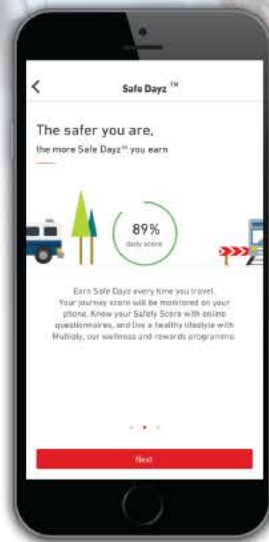 Safe Dayz ™
The safer you are,
the more Safe Dayz™ you earn
89%
daily score
Earn Safe Dayz every time you travel.
Your journey score will be monitored on your
phone. Know your Safety Score with online
questionnaires, and live a healthy lifestyle with
Multiply, our wellness and rewards programme.
Next